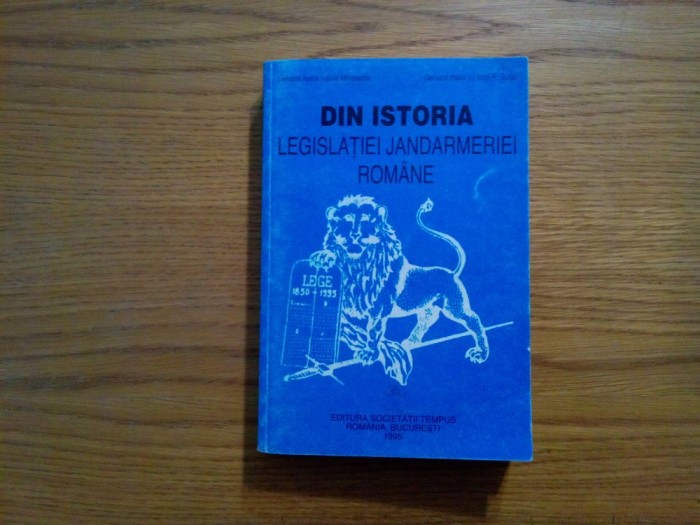 DIN ISTORIA
LEGISLAȚIEI JANDARMERIEI
ROMÂNE
LEGE
1850 - 1995
EDITURA SOCIETĂȚII TEMPUS
ROMÂNIA, BUCUREȘTI
1995